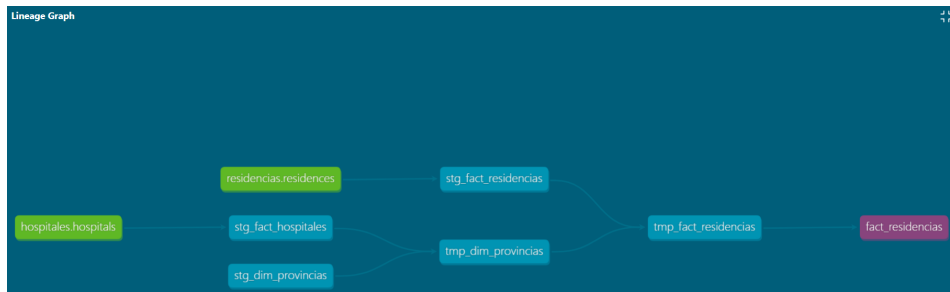 Lineage Graph
residencias.residences
stg_fact_residencias
hospitales.hospitals
stg_fact_hospitales
tmp_fact_residencias
fact_residencias
tmp_dim_provincias
stg_dim_provincias